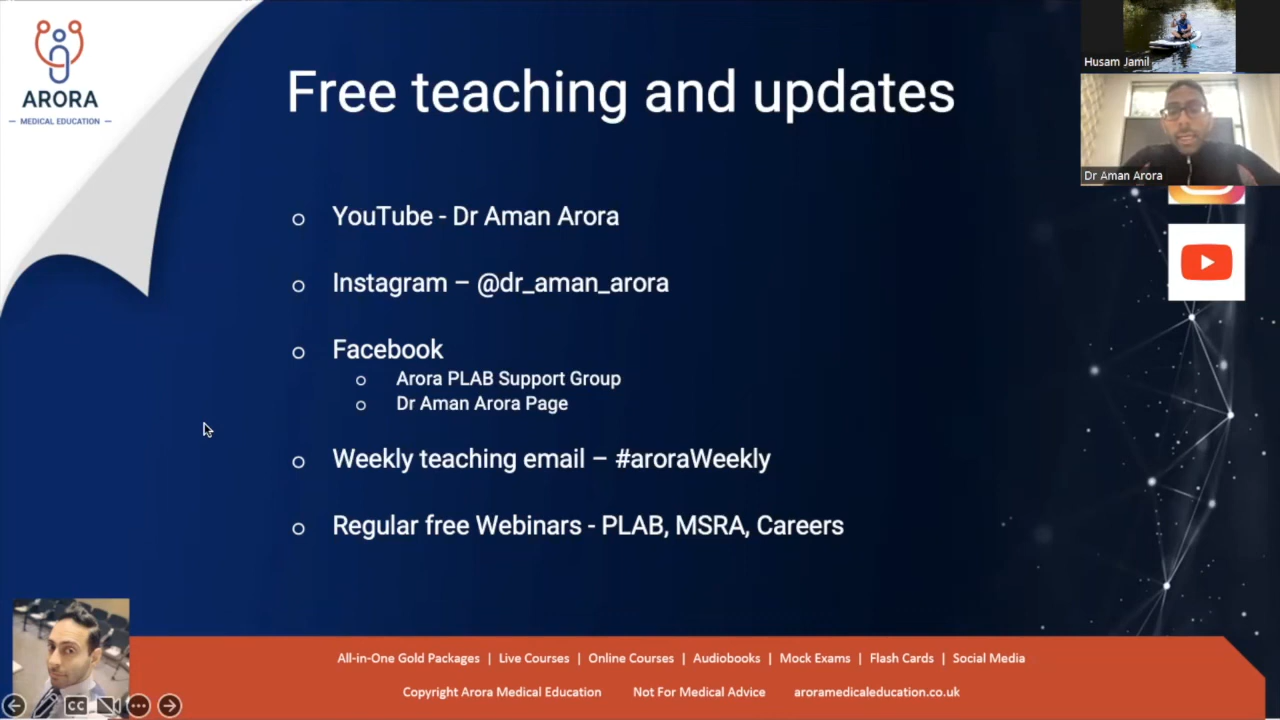 ARORA
MEDICAL EDUCATION
Free teaching and updates
Husam Jamil
Dr Aman Arora
YouTube - Dr Aman Arora
Instagram – @dr_aman_arora
Facebook
Arora PLAB Support Group
Dr Aman Arora Page
Weekly teaching email – #aroraWeekly
Regular free Webinars - PLAB, MSRA, Careers
All-in-One Gold Packages | Live Courses | Online Courses | Audiobooks | Mock Exams | Flash Cards | Social Media
Copyright Arora Medical Education Not For Medical Advice aroramedicaleducation.co.uk
CC